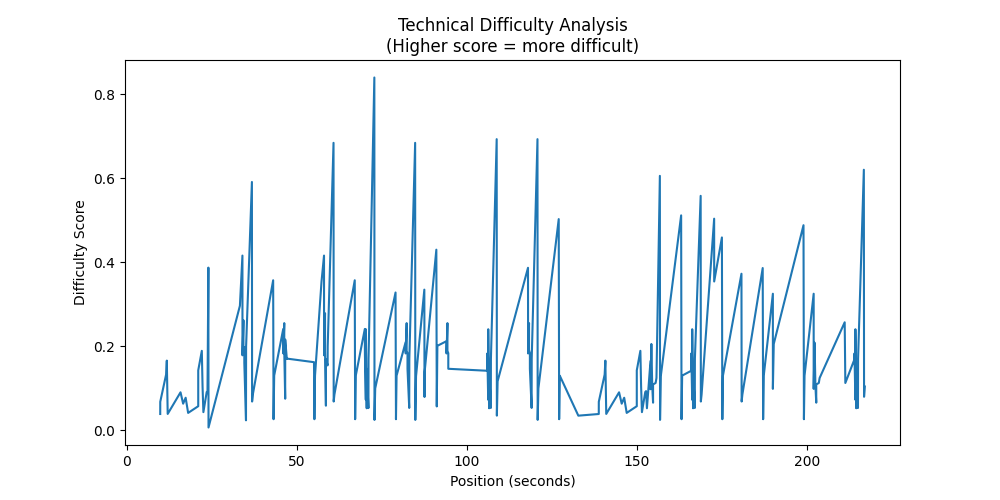 Technical Difficulty Analysis
(Higher score = more difficult)
Difficulty Score
0.8
0.6
0.4
0.2
0.0
0
50
100
150
200
Position (seconds)